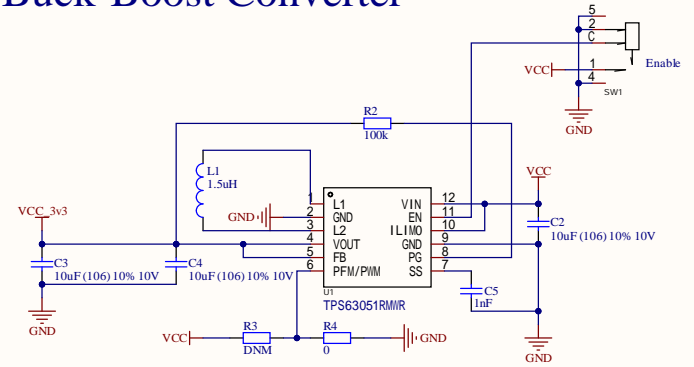 Buck-Boost Converter
5
2
C
1
4
VCC
Enable
SW1
GND
R2
100k
L1
1.5uH
VCC_3v3
GND
1 L1 VIN 12
2 GND EN 11
3 L2 ILIM0 10
4 VOUT GND 9
5 FB PG 8
6 PFM/PWM SS 7
U1
TPS63051RMWR
VCC
C2
10uF (106) 10% 10V
C3
10uF (106) 10% 10V
C4
10uF (106) 10% 10V
C5
1nF
GND
VCC
R3
DNM
R4
0
GND
GND